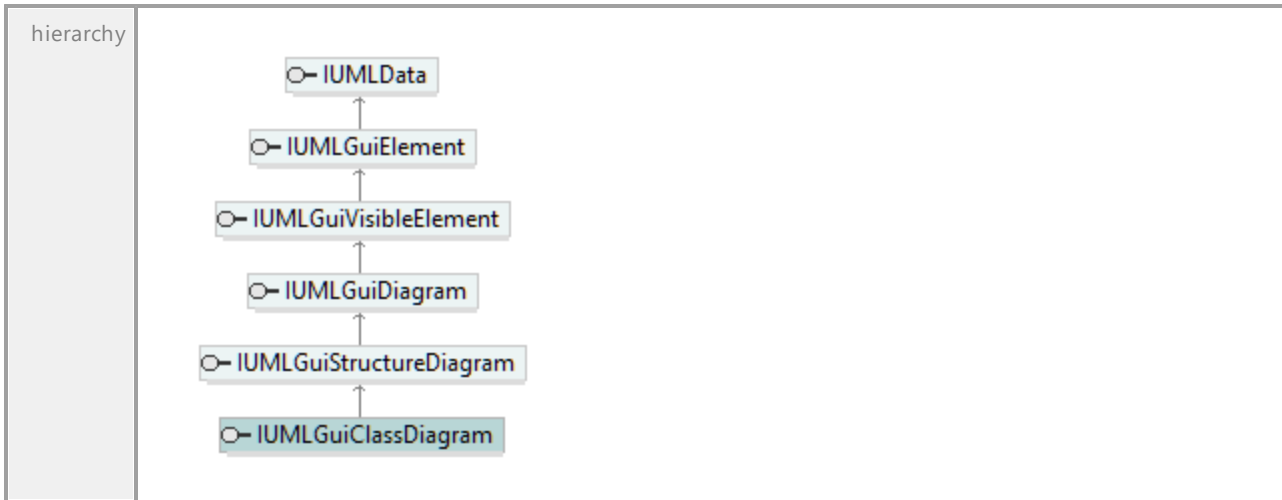 hierarchy
IUMLData
IUMLGuiElement
IUMLGuiVisibleElement
IUMLGuiDiagram
IUMLGuiStructureDiagram
IUMLGuiClassDiagram